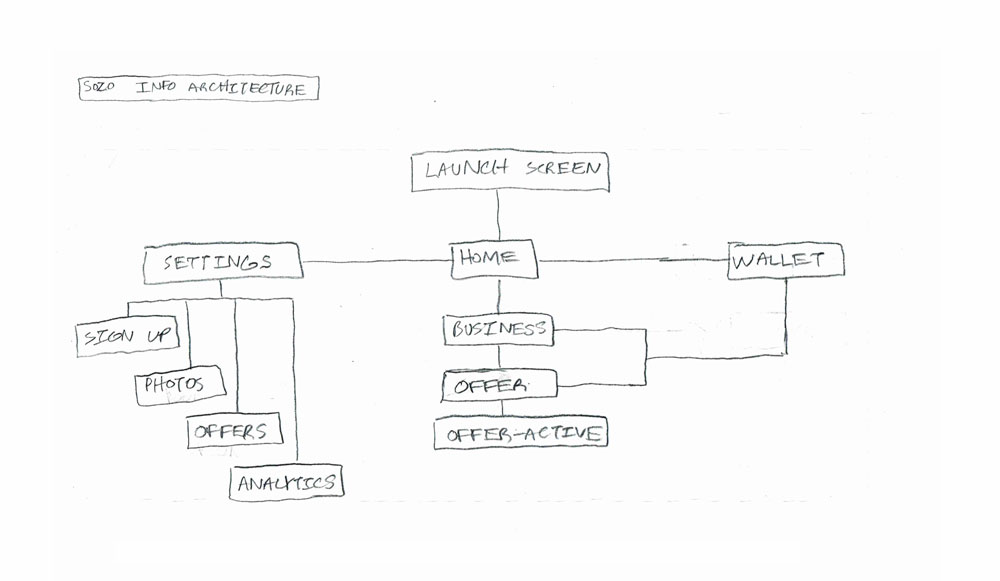 SOZO INFO ARCHITECTURE
LAUNCH SCREEN
SETTINGS
HOME
WALLET
SIGN UP
BUSINESS
PHOTOS
OFFER
OFFERS
OFFER-ACTIVE
ANALYTICS